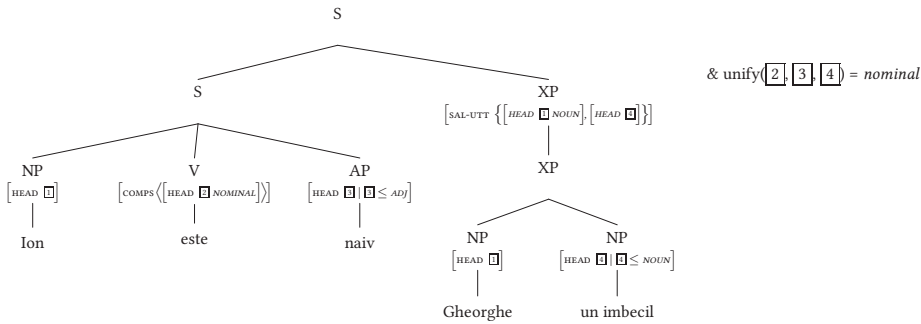 S
& unify(2, 3, 4) = nominal
S XP
[SAL-UTT {[HEAD 1 NOUN], [HEAD 4]}]
NP V AP XP
[HEAD 1] [COMPS⟨[HEAD 2 NOMINAL]⟩] [HEAD 3 | 3 ≤ ADJ]
Ion este naiv
NP NP
[HEAD 1] [HEAD 4 | 4 ≤ NOUN]
Gheorghe un imbecil